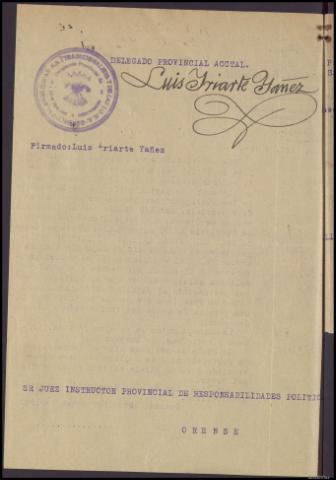 DELEGADO PROVINCIAL ACCTAL.
Luis Iriarte Yañez
Firmado:Luis Iriarte Yañez
SR JUEZ INSTRUCTOR PROVINCIAL DE RESPONSABILIDADES POLITIC
ORENSE